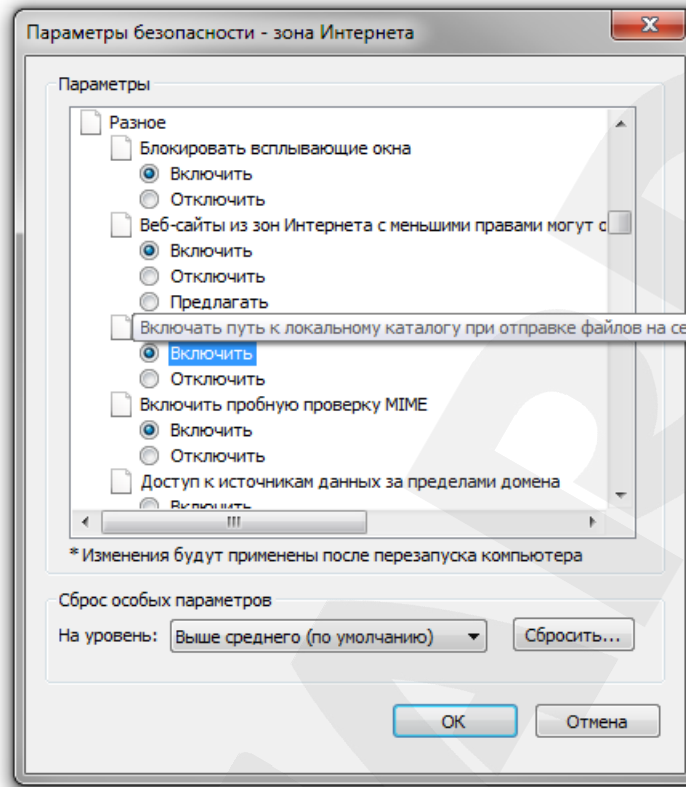 Параметры безопасности - зона Интернета
Параметры
Разное
Блокировать всплывающие окна
Включить
Отключить
Веб-сайты из зон Интернета с меньшими правами могут
Включить
Отключить
Предлагать
Включать путь к локальному каталогу при отправке файлов на
Включить
Отключить
Включить пробную проверку MIME
Включить
Отключить
Доступ к источникам данных за пределами домена
Включить
* Изменения будут применены после перезапуска компьютера
Сброс особых параметров
На уровень: Выше среднего (по умолчанию) Сбросить...
ОК Отмена